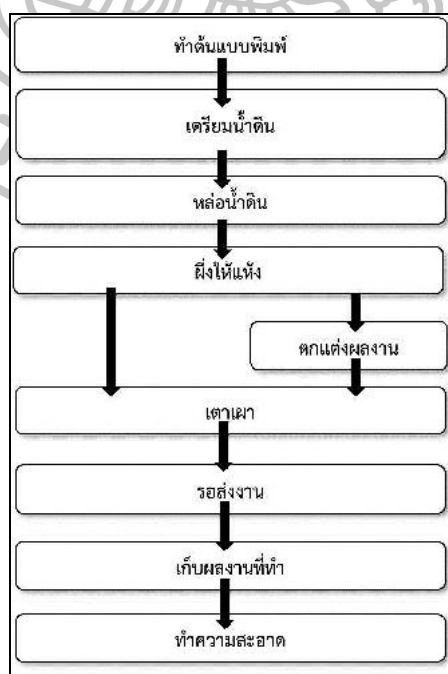 ทำต้นแบบพิมพ์
เตรียมน้ำดิน
หล่อน้ำดิน
ผึ่งให้แห้ง
ตกแต่งผลงาน
เตาเผา
รอส่งงาน
เก็บผลงานที่ทำ
ทำความสะอาด